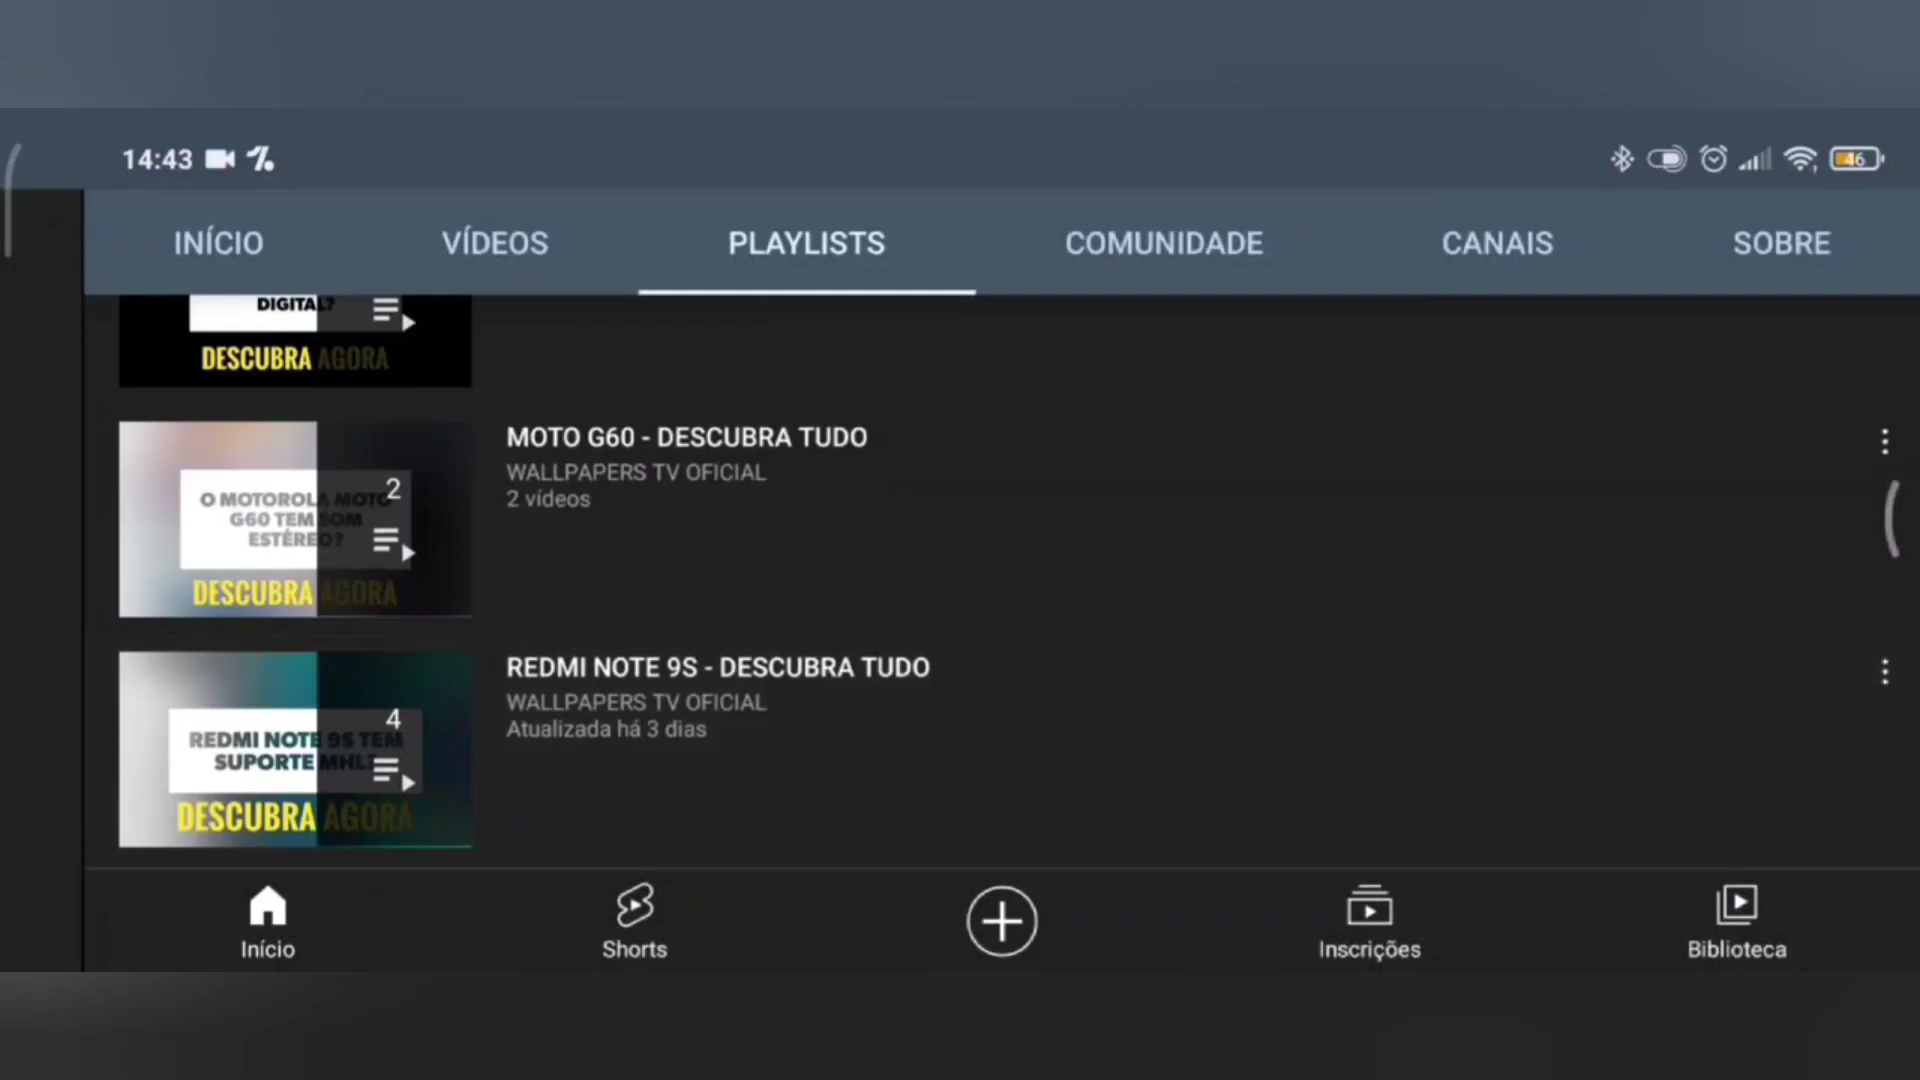 14:43
46
INÍCIO VÍDEOS PLAYLISTS COMUNIDADE CANAIS SOBRE
DIGITAL?
DESCUBRA AGORA
MOTO G60 - DESCUBRA TUDO
WALLPAPERS TV OFICIAL
2 vídeos
2
O MOTOROLA MOTO
G60 TEM SOM
ESTÉREO?
DESCUBRA AGORA
REDMI NOTE 9S - DESCUBRA TUDO
WALLPAPERS TV OFICIAL
Atualizada há 3 dias
4
REDMI NOTE 9S TEM
SUPORTE MHL?
DESCUBRA AGORA
Início Shorts Inscrições Biblioteca